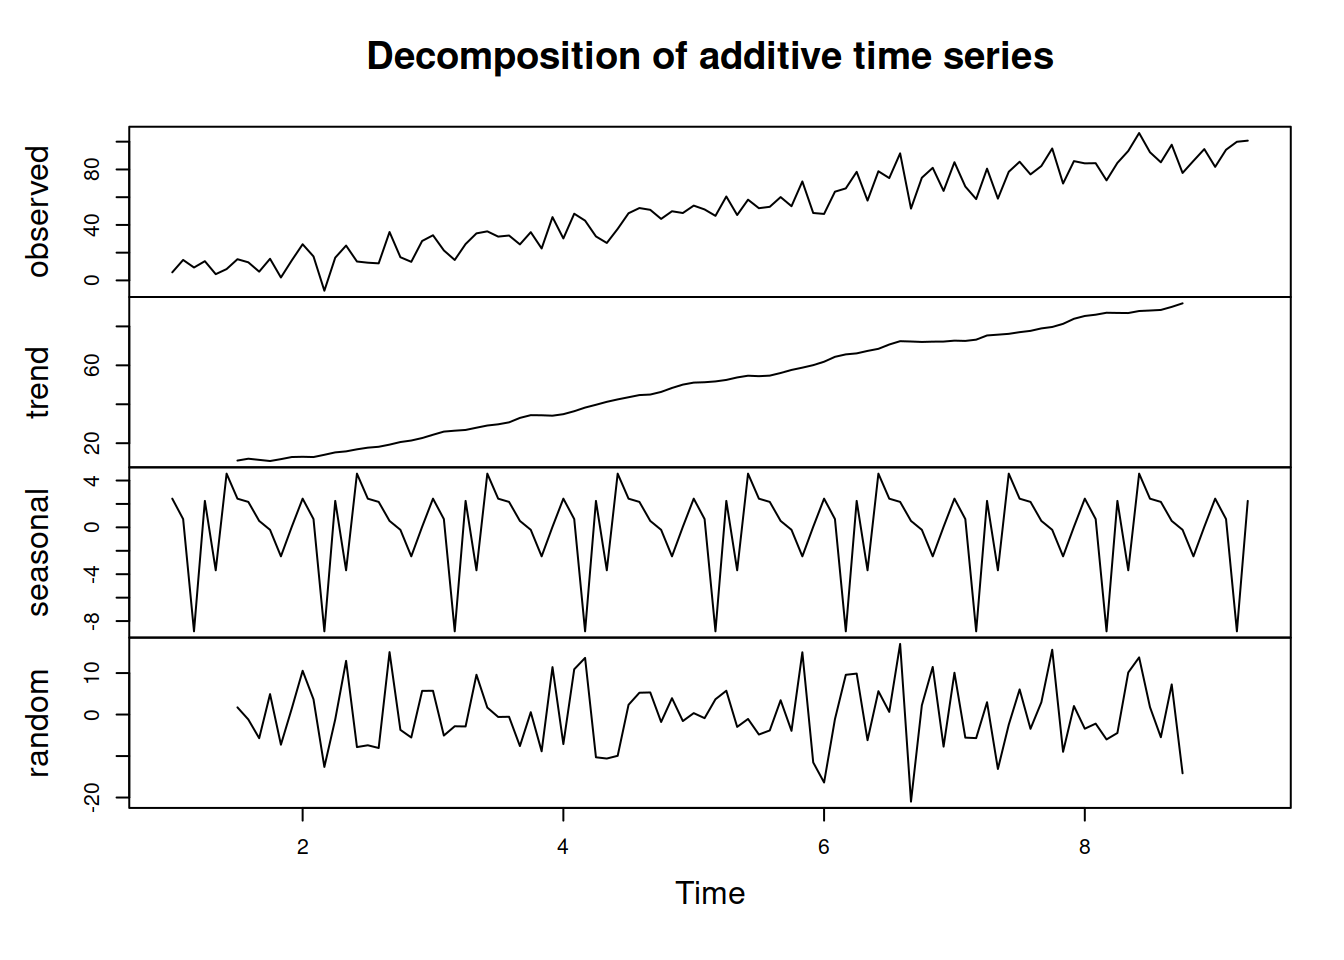 Decomposition of additive time series
observed
0 40 80
trend
20 60
seasonal
-8 -4 0 4
random
-20 0 10
2 4 6 8
Time